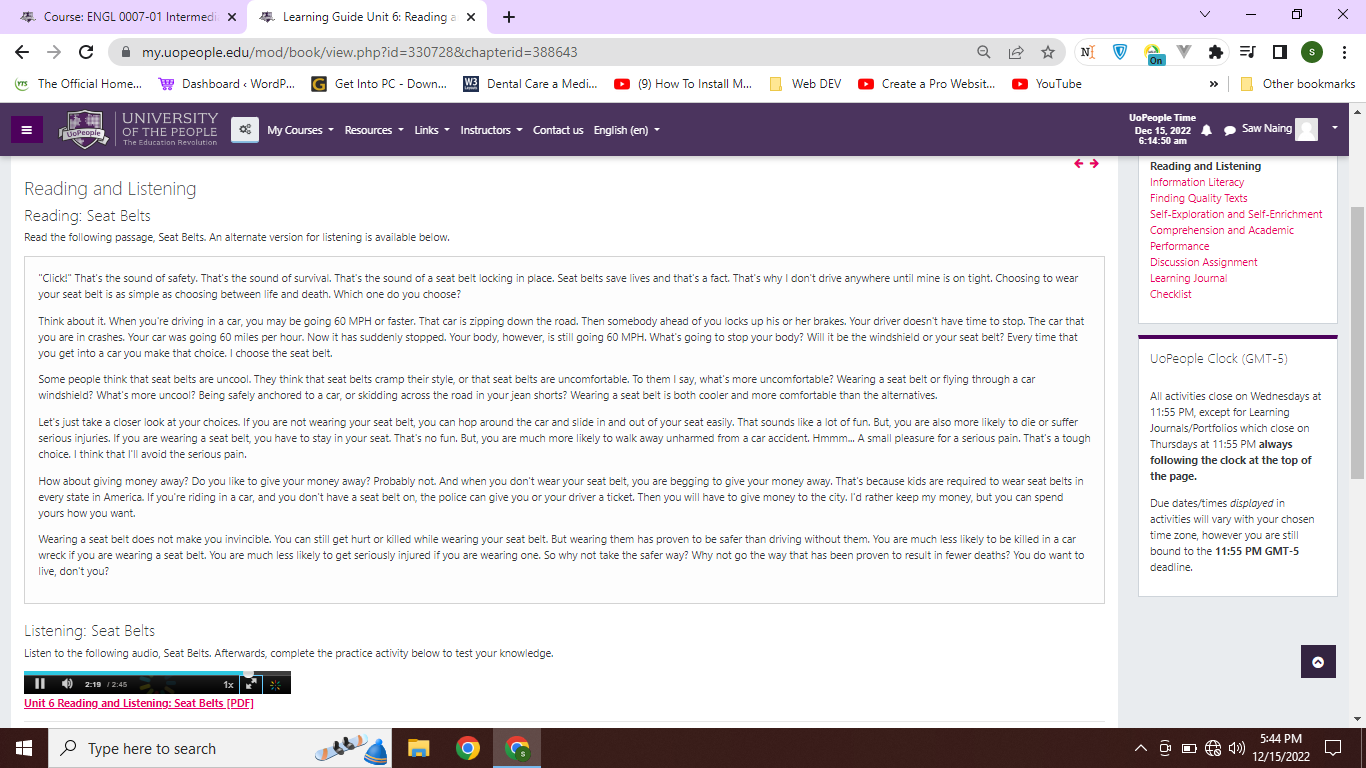 Course: ENGL 0007-01 Intermedi
Learning Guide Unit 6: Reading a
my.uopeople.edu/mod/book/view.php?id=330728&chapterid=388643
On
S
The Official Home...
Dashboard ‹ WordP...
Get Into PC - Down...
Dental Care a Medi...
(9) How To Install M...
Web DEV
Create a Pro Websit...
YouTube
»
Other bookmarks
UoPeople
UNIVERSITY
OF THE PEOPLE
The Education Revolution
My Courses
Resources
Links
Instructors
Contact us
English (en)
UoPeople Time
Dec 15, 2022
6:14:50 am
Saw Naing
Reading and Listening
Reading: Seat Belts
Read the following passage, Seat Belts. An alternate version for listening is available below.
"Click!" That's the sound of safety. That's the sound of survival. That's the sound of a seat belt locking in place. Seat belts save lives and that's a fact. That's why I don't drive anywhere until mine is on tight. Choosing to wear
your seat belt is as simple as choosing between life and death. Which one do you choose?
Think about it. When you're driving in a car, you may be going 60 MPH or faster. That car is zipping down the road. Then somebody ahead of you locks up his or her brakes. Your driver doesn't have time to stop. The car that
you are in crashes. Your car was going 60 miles per hour. Now it has suddenly stopped. Your body, however, is still going 60 MPH. What's going to stop your body? Will it be the windshield or your seat belt? Every time that
you get into a car you make that choice. I choose the seat belt.
Some people think that seat belts are uncool. They think that seat belts cramp their style, or that seat belts are uncomfortable. To them I say, what's more uncomfortable? Wearing a seat belt or flying through a car
windshield? What's more uncool? Being safely anchored to a car, or skidding across the road in your jean shorts? Wearing a seat belt is both cooler and more comfortable than the alternatives.
Let's just take a closer look at your choices. If you are not wearing your seat belt, you can hop around the car and slide in and out of your seat easily. That sounds like a lot of fun. But, you are also more likely to die or suffer
serious injuries. If you are wearing a seat belt, you have to stay in your seat. That's no fun. But, you are much more likely to walk away unharmed from a car accident. Hmmm... A small pleasure for a serious pain. That's a tough
choice. I think that I'll avoid the serious pain.
How about giving money away? Do you like to give your money away? Probably not. And when you don't wear your seat belt, you are begging to give your money away. That's because kids are required to wear seat belts in
every state in America. If you're riding in a car, and you don't have a seat belt on, the police can give you or your driver a ticket. Then you will have to give money to the city. I'd rather keep my money, but you can spend
yours how you want.
Wearing a seat belt does not make you invincible. You can still get hurt or killed while wearing your seat belt. But wearing them has proven to be safer than driving without them. You are much less likely to be killed in a car
wreck if you are wearing a seat belt. You are much less likely to get seriously injured if you are wearing one. So why not take the safer way? Why not go the way that has been proven to result in fewer deaths? You do want to
live, don't you?
Listening: Seat Belts
Listen to the following audio, Seat Belts. Afterwards, complete the practice activity below to test your knowledge.
2:19 / 2:45
1x
Unit 6 Reading and Listening: Seat Belts [PDF]
Reading and Listening
Information Literacy
Finding Quality Texts
Self-Exploration and Self-Enrichment
Comprehension and Academic
Performance
Discussion Assignment
Learning Journal
Checklist
UoPeople Clock (GMT-5)
All activities close on Wednesdays at
11:55 PM, except for Learning
Journals/Portfolios which close on
Thursdays at 11:55 PM always
following the clock at the top of
the page.
Due dates/times displayed in
activities will vary with your chosen
time zone, however you are still
bound to the 11:55 PM GMT-5
deadline.
Type here to search
5:44 PM
12/15/2022